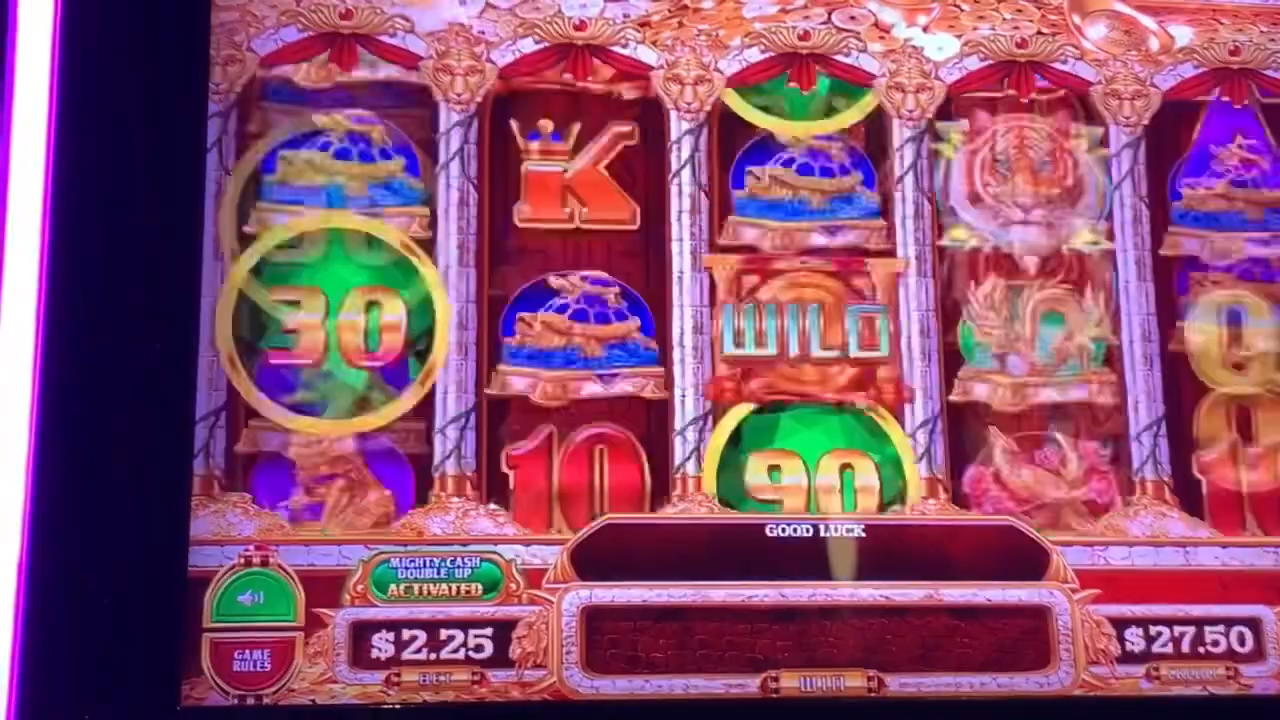 K
WILD
30
10
90
GOOD LUCK
MIGHTY CASH
DOUBLE UP
ACTIVATED
$2.25
BET
GAME
RULES
WIN
$27.50